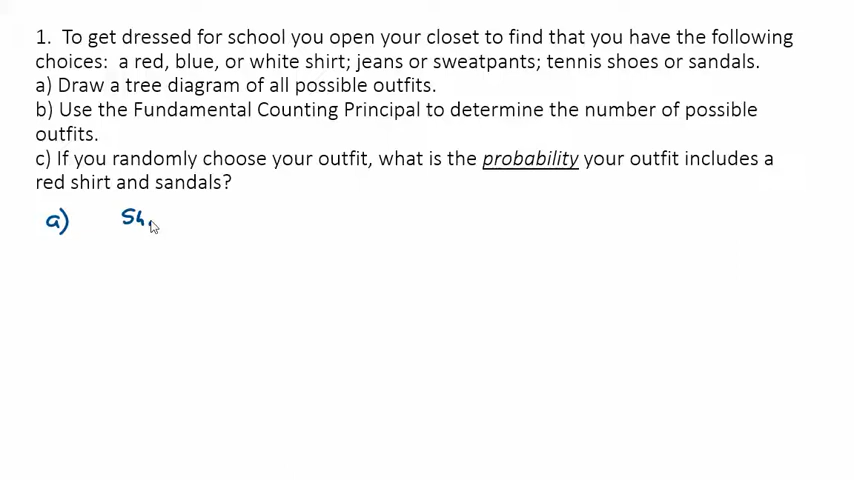 1. To get dressed for school you open your closet to find that you have the following
choices: a red, blue, or white shirt; jeans or sweatpants; tennis shoes or sandals.
a) Draw a tree diagram of all possible outfits.
b) Use the Fundamental Counting Principal to determine the number of possible
outfits.
c) If you randomly choose your outfit, what is the probability your outfit includes a
red shirt and sandals?
a) Sh